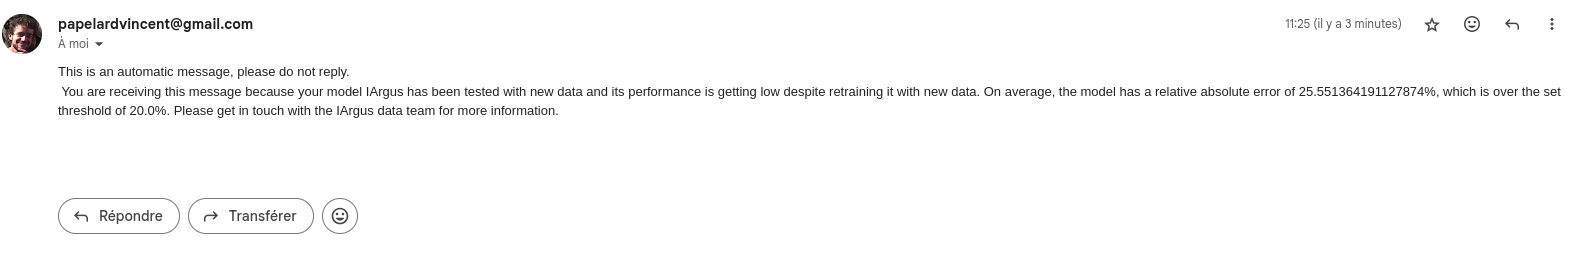 papelardvincent@gmail.com
11:25 (il y a 3 minutes)
À moi
This is an automatic message, please do not reply.
You are receiving this message because your model IArgus has been tested with new data and its performance is getting low despite retraining it with new data. On average, the model has a relative absolute error of 25.551364191127874%, which is over the set
threshold of 20.0%. Please get in touch with the IArgus data team for more information.
Répondre
Transférer